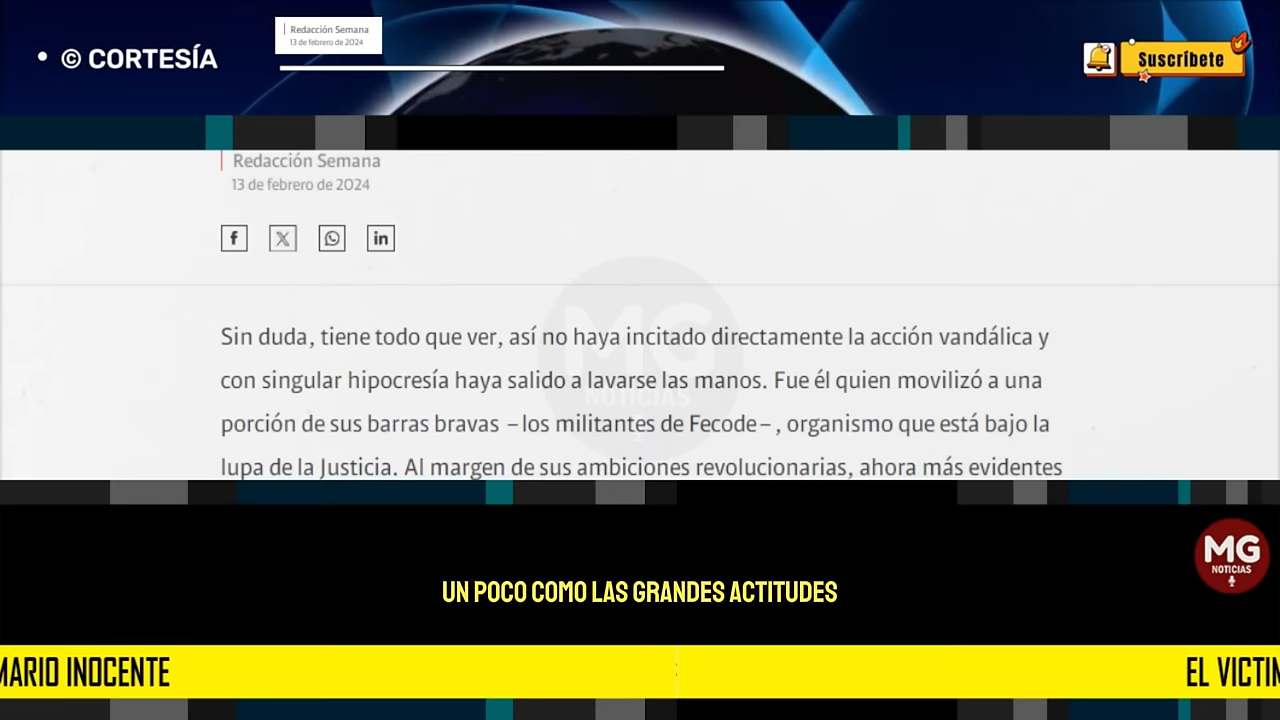 • © CORTESÍA
Redacción Semana
13 de febrero de 2024
Suscríbete
Redacción Semana
13 de febrero de 2024
Sin duda, tiene todo que ver, así no haya incitado directamente la acción vandálica y
con singular hipocresía haya salido a lavarse las manos. Fue él quien movilizó a una
porción de sus barras bravas –los militantes de Fecode–, organismo que está bajo la
lupa de la Justicia. Al margen de sus ambiciones revolucionarias, ahora más evidentes
MG
NOTICIAS
UN POCO COMO LAS GRANDES ACTITUDES
MG
NOTICIAS
MARIO INOCENTE
EL VICTIM